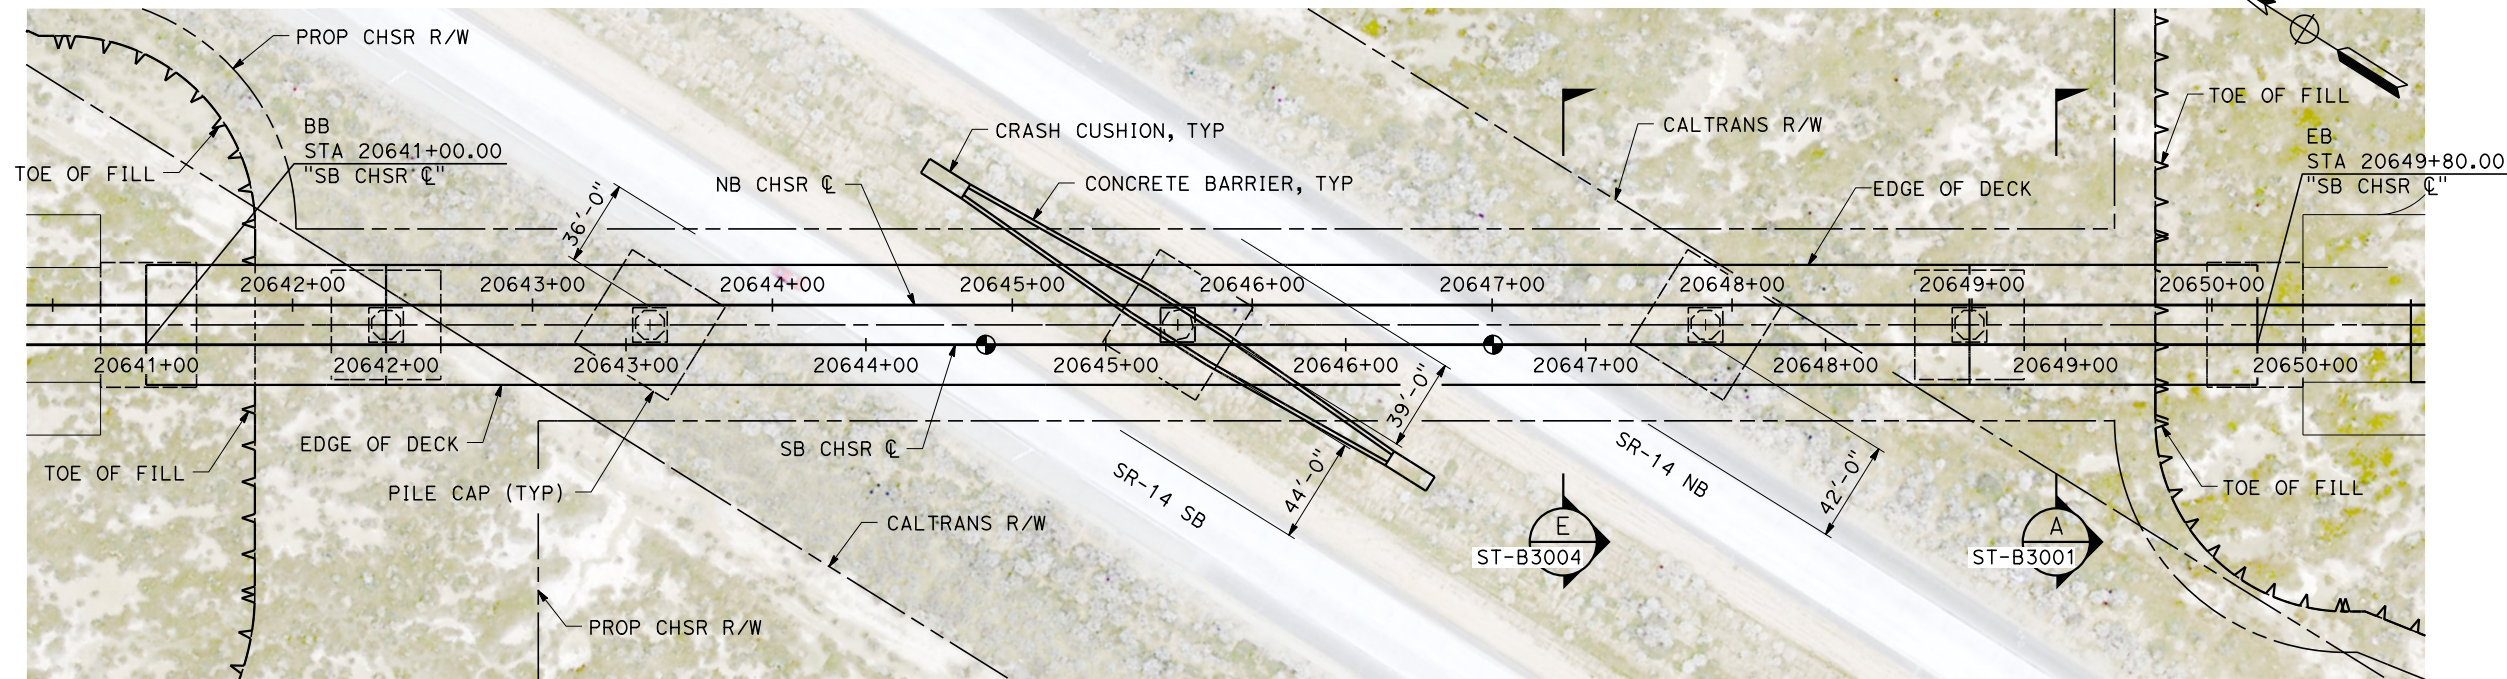 PROP CHSR R/W
BB
STA 20641+00.00
"SB CHSR ℄"
TOE OF FILL
36'-0"
NB CHSR ℄
CRASH CUSHION, TYP
CONCRETE BARRIER, TYP
CALTRANS R/W
EDGE OF DECK
TOE OF FILL
EB
STA 20649+80.00
"SB CHSR ℄"
20642+00
20643+00
20644+00
20645+00
20646+00
20647+00
20648+00
20649+00
20650+00
20641+00
20642+00
20643+00
20644+00
20645+00
20646+00
20647+00
20648+00
20649+00
20650+00
EDGE OF DECK
TOE OF FILL
PILE CAP (TYP)
SB CHSR ℄
CALTRANS R/W
PROP CHSR R/W
39'-0"
44'-0"
42'-0"
SR-14 SB
SR-14 NB
E
ST-B3004
A
ST-B3001
TOE OF FILL